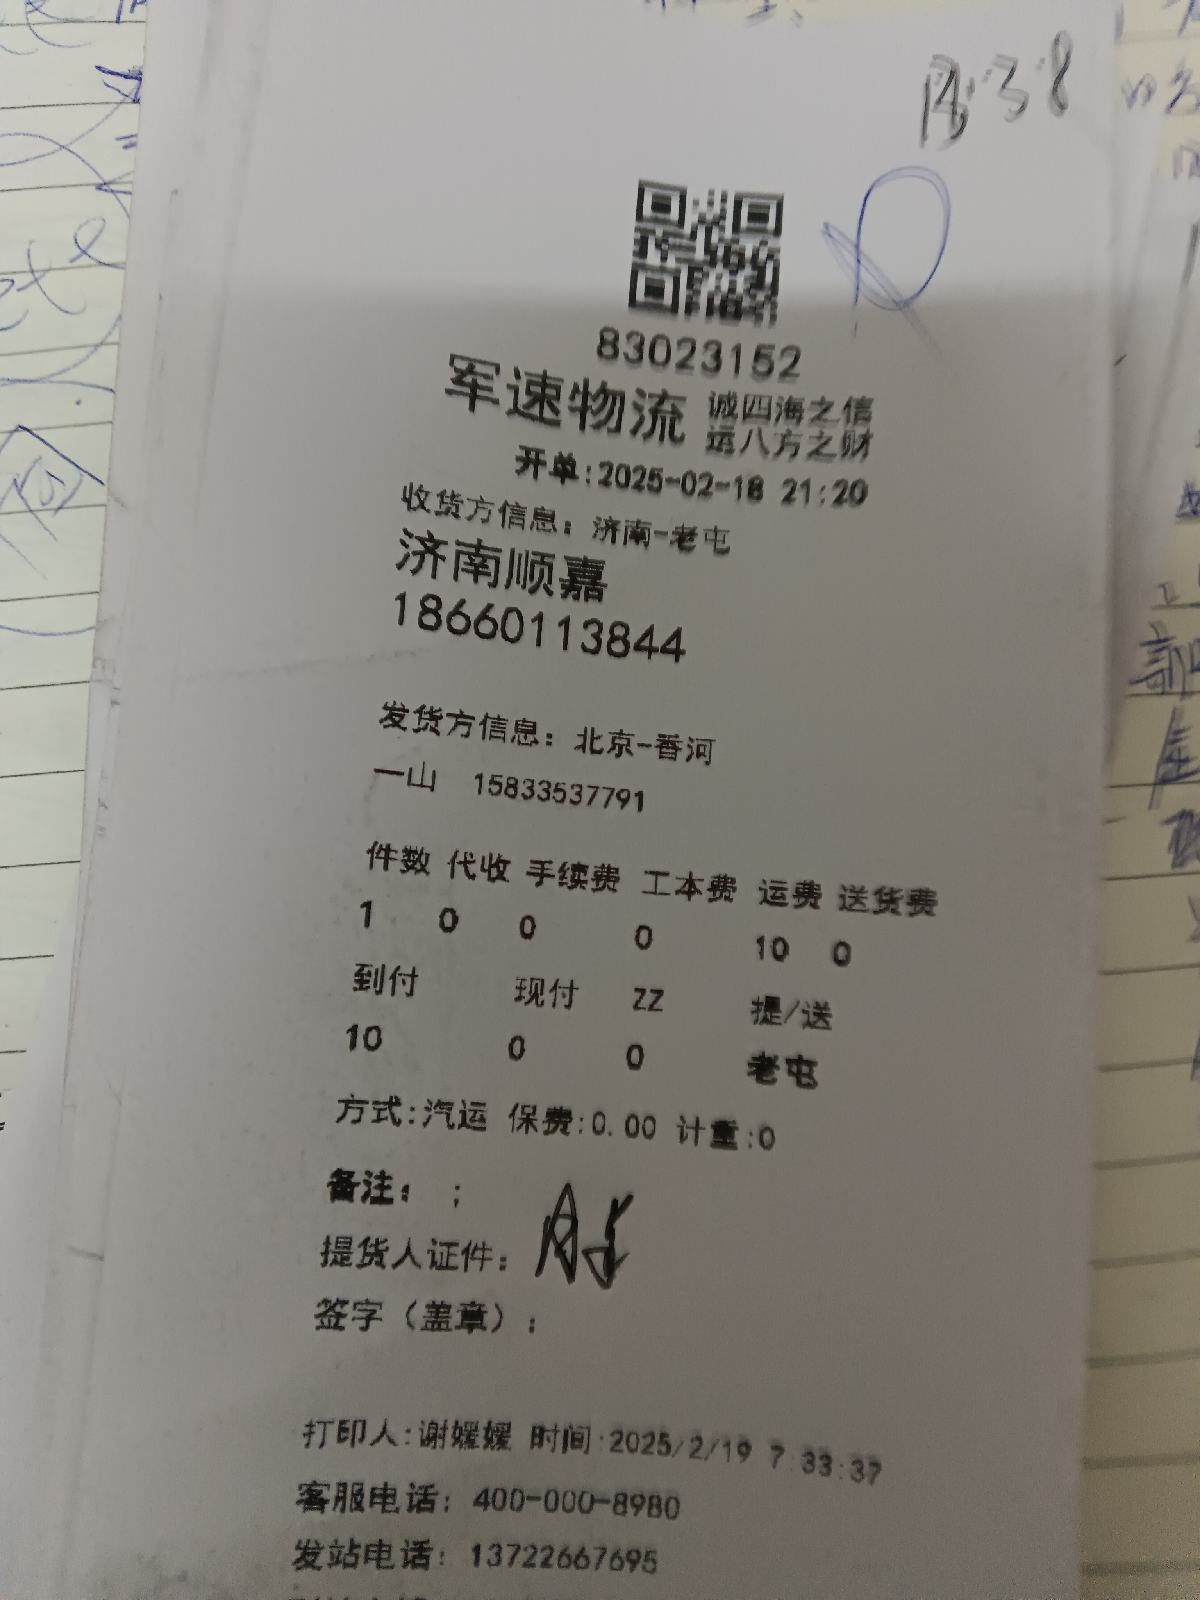 83023152
军速物流 诚四海之信
运八方之财
开单:2025-02-18 21:20
收货方信息：济南-老屯
济南顺嘉
18660113844
发货方信息：北京-香河
一山 15833537791
件数 代收 手续费 工本费 运费 送货费
1 0 0 0 10 0
到付 现付 ZZ 提/送
10 0 0 老屯
方式:汽运 保费:0.00 计重:0
备注： ;
提货人证件：
签字（盖章）:
打印人:谢媛媛 时间:2025/2/19 7:33:37
客服电话: 400-000-8980
发站电话: 13722667695